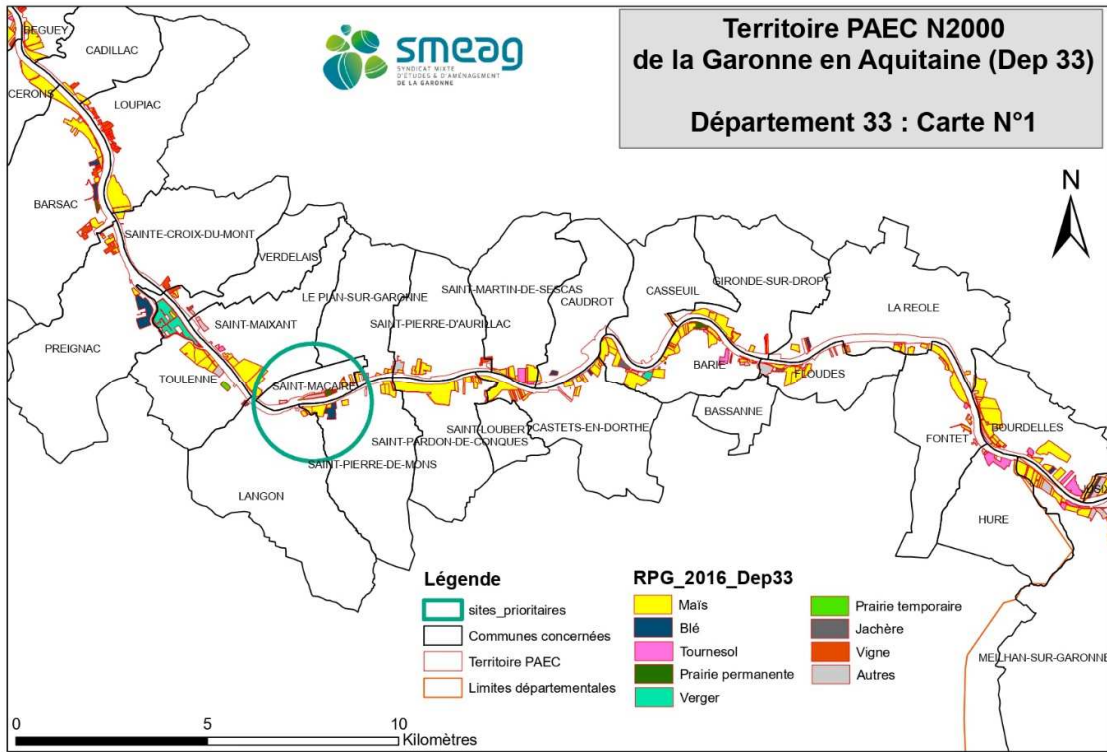 Territoire PAEC N2000
de la Garonne en Aquitaine (Dep 33)
Département 33 : Carte N°1
smeag
SYNDICAT MIXTE
D'ÉTUDES & D'AMÉNAGEMENT
DE LA GARONNE
N
BEGUEY
CADILLAC
CERONS
LOUPIAC
BARSAC
SAINTE-CROIX-DU-MONT
VERDELAIS
LE PIAN-SUR-GARONNE
SAINT-MARTIN-DE-SESCAS
CAUDROT
CASSEUIL
GIRONDE-SUR-DROPT
LA REOLE
SAINT-MAIXANT
SAINT-PIERRE-D'AURILLAC
PREIGNAC
TOULENNE
SAINT-MACAIRE
BARIE
FLOUDES
BASSANNE
SAINT-LOUBERT
CASTETS-EN-DORTHE
SAINT-PARDON-DE-CONQUES
SAINT-PIERRE-DE-MONS
LANGON
FONTET
BOURDELLES
HURE
MEILHAN-SUR-GARONNE
Légende
sites_prioritaires
Communes concernées
Territoire PAEC
Limites départementales
RPG_2016_Dep33
Maïs
Blé
Tournesol
Prairie permanente
Verger
Prairie temporaire
Jachère
Vigne
Autres
0 5 10
Kilomètres